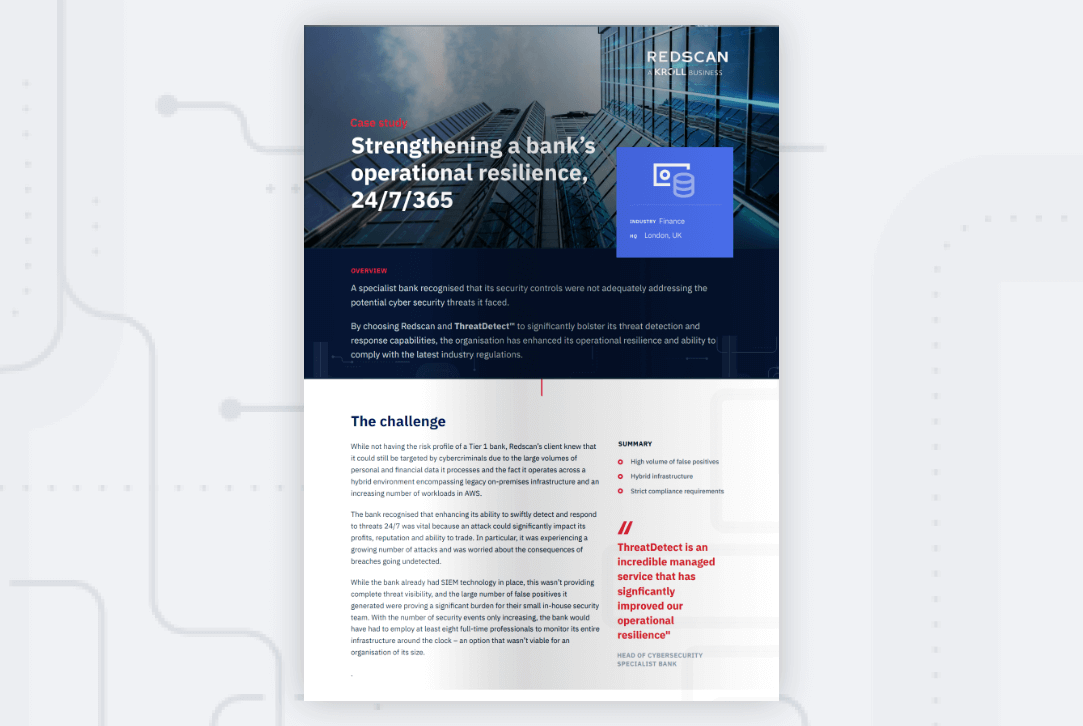 REDSCAN
A KROLL BUSINESS
Case study
Strengthening a bank's
operational resilience,
24/7/365
INDUSTRY Finance
HQ London, UK
OVERVIEW
A specialist bank recognised that its security controls were not adequately addressing the
potential cyber security threats it faced.
By choosing Redscan and ThreatDetect™ to significantly bolster its threat detection and
response capabilities, the organisation has enhanced its operational resilience and ability to
comply with the latest industry regulations.
The challenge
While not having the risk profile of a Tier 1 bank, Redscan's client knew that
it could still be targeted by cybercriminals due to the large volumes of
personal and financial data it processes and the fact it operates across a
hybrid environment encompassing legacy on-premises infrastructure and an
increasing number of workloads in AWS.
The bank recognised that enhancing its ability to swiftly detect and respond
to threats 24/7 was vital because an attack could significantly impact its
profits, reputation and ability to trade. In particular, it was experiencing a
growing number of attacks and was worried about the consequences of
breaches going undetected.
While the bank already had SIEM technology in place, this wasn't providing
complete threat visibility, and the large number of false positives it
generated were proving a significant burden for their small in-house security
team. With the number of security events only increasing, the bank would
have had to employ at least eight full-time professionals to monitor its entire
infrastructure around the clock – an option that wasn't viable for an
organisation of its size.
.
SUMMARY
High volume of false positives
Hybrid infrastructure
Strict compliance requirements
ThreatDetect is an
incredible managed
service that has
signficantly
improved our
operational
resilience"
HEAD OF CYBERSECURITY
SPECIALIST BANK